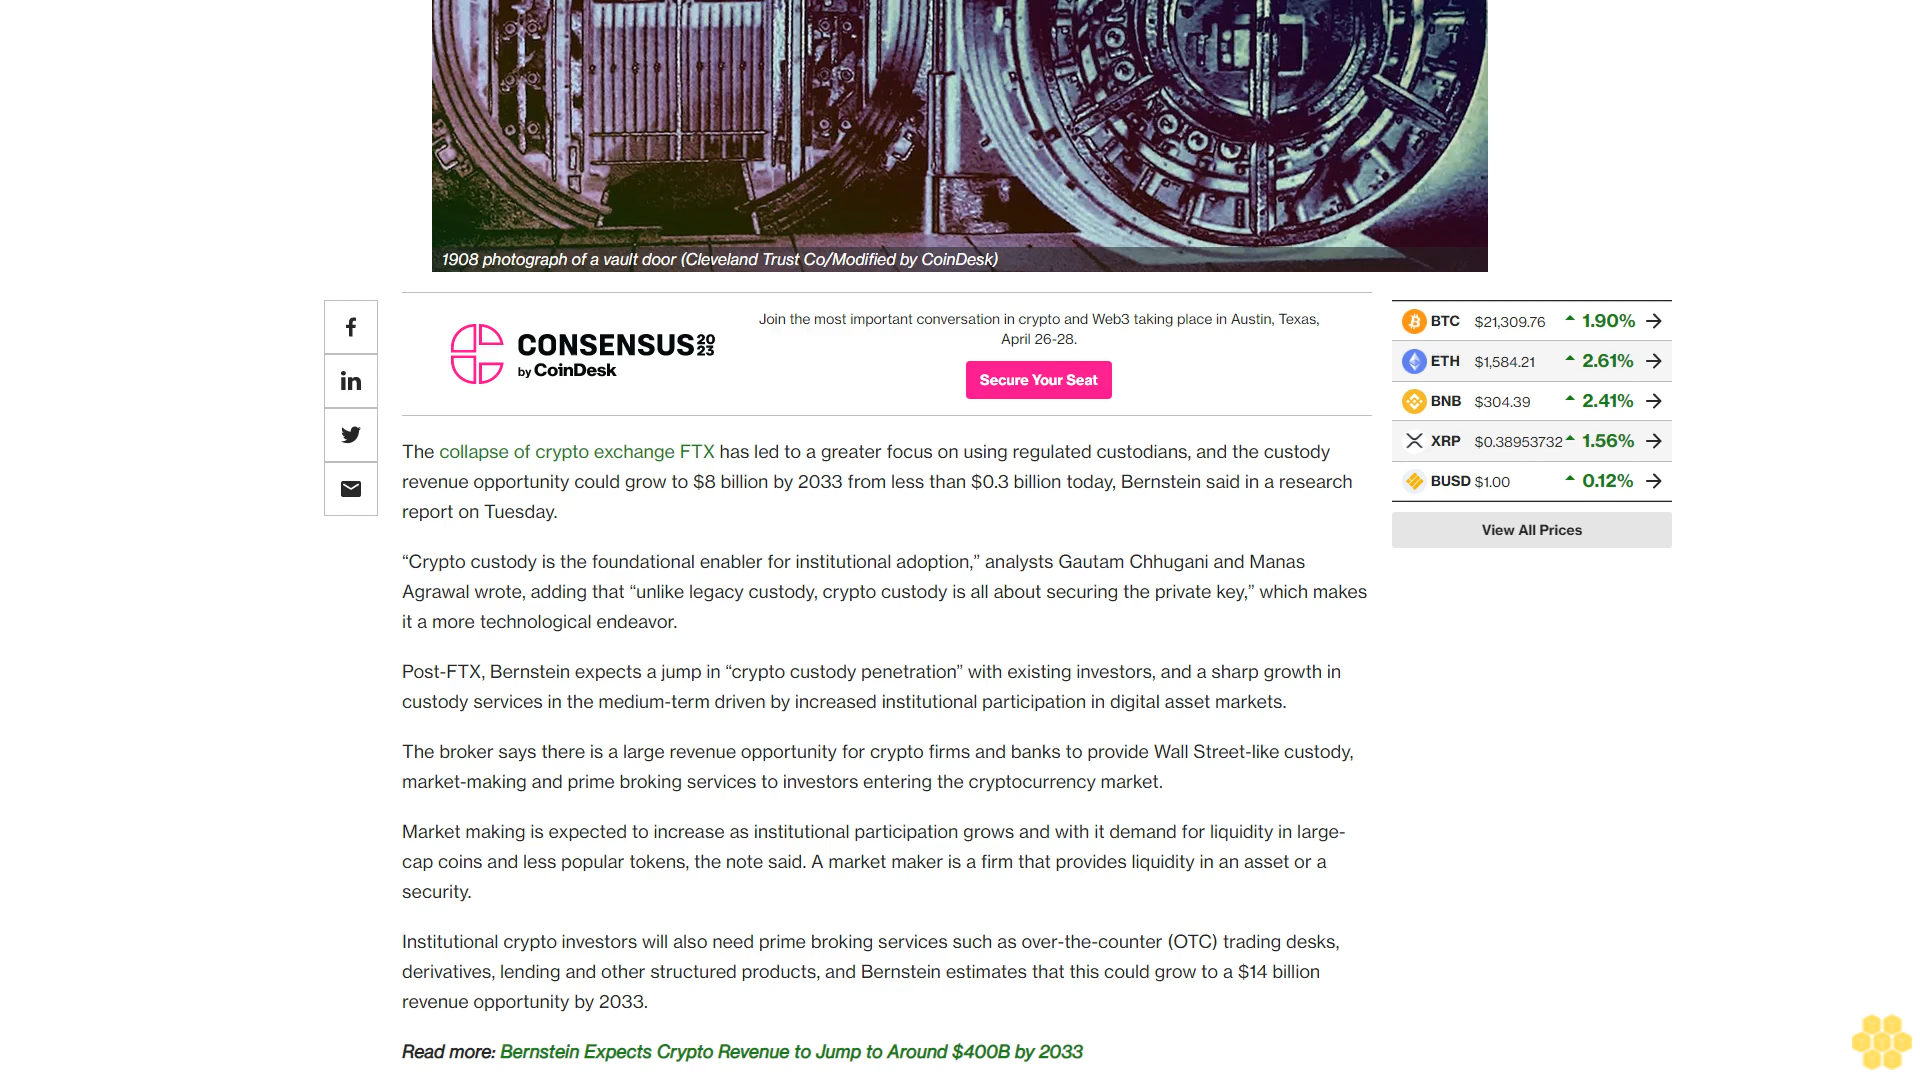 1908 photograph of a vault door (Cleveland Trust Co/Modified by CoinDesk)
CONSENSUS 2023
by CoinDesk
Join the most important conversation in crypto and Web3 taking place in Austin, Texas,
April 26-28.
Secure Your Seat
BTC $21,309.76 1.90%
ETH $1,584.21 2.61%
BNB $304.39 2.41%
XRP $0.38953732 1.56%
BUSD $1.00 0.12%
View All Prices
The collapse of crypto exchange FTX has led to a greater focus on using regulated custodians, and the custody
revenue opportunity could grow to $8 billion by 2033 from less than $0.3 billion today, Bernstein said in a research
report on Tuesday.
“Crypto custody is the foundational enabler for institutional adoption,” analysts Gautam Chhugani and Manas
Agrawal wrote, adding that “unlike legacy custody, crypto custody is all about securing the private key,” which makes
it a more technological endeavor.
Post-FTX, Bernstein expects a jump in “crypto custody penetration” with existing investors, and a sharp growth in
custody services in the medium-term driven by increased institutional participation in digital asset markets.
The broker says there is a large revenue opportunity for crypto firms and banks to provide Wall Street-like custody,
market-making and prime broking services to investors entering the cryptocurrency market.
Market making is expected to increase as institutional participation grows and with it demand for liquidity in large-
cap coins and less popular tokens, the note said. A market maker is a firm that provides liquidity in an asset or a
security.
Institutional crypto investors will also need prime broking services such as over-the-counter (OTC) trading desks,
derivatives, lending and other structured products, and Bernstein estimates that this could grow to a $14 billion
revenue opportunity by 2033.
Read more: Bernstein Expects Crypto Revenue to Jump to Around $400B by 2033